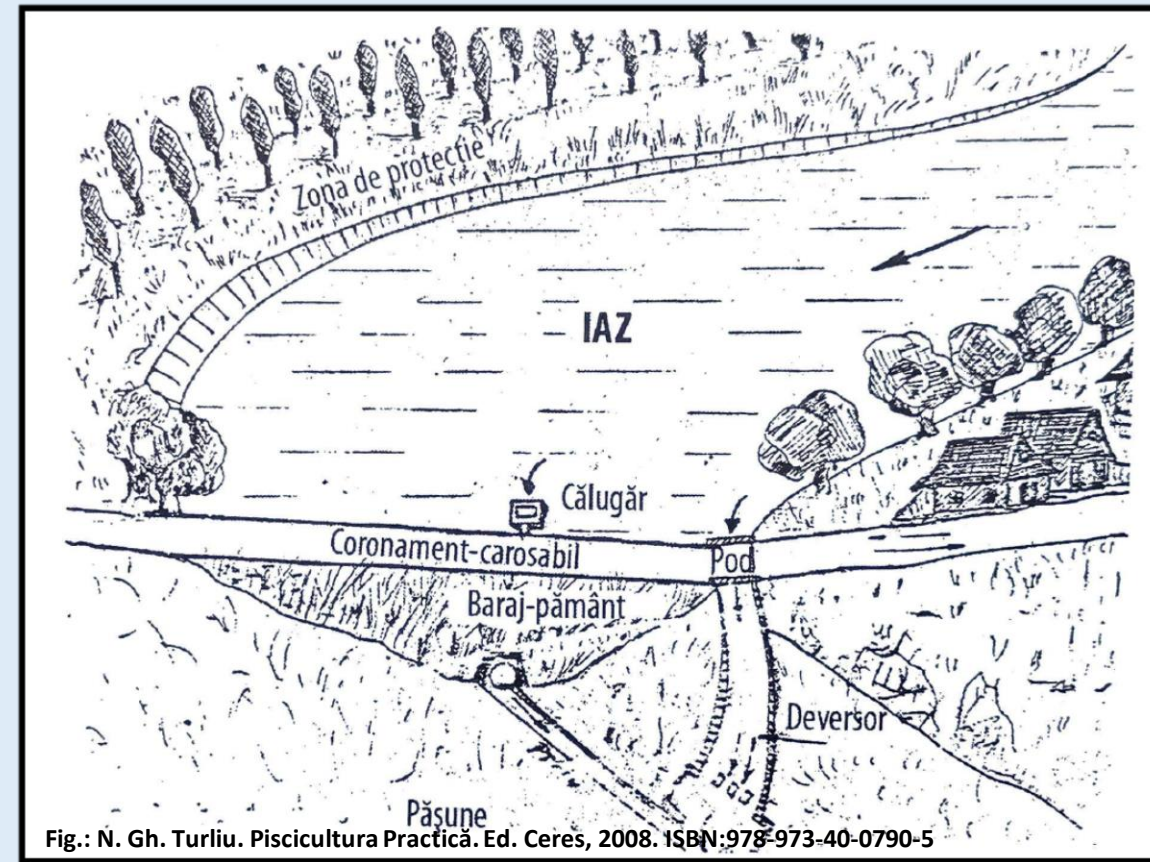 Zona de protectie
IAZ
Călugăr
Coronament-carosabil
Pod
Baraj-pământ
Deversor
Pășune
Fig.: N. Gh. Turliu. Piscicultura Practică. Ed. Ceres, 2008. ISBN:978-973-40-0790-5